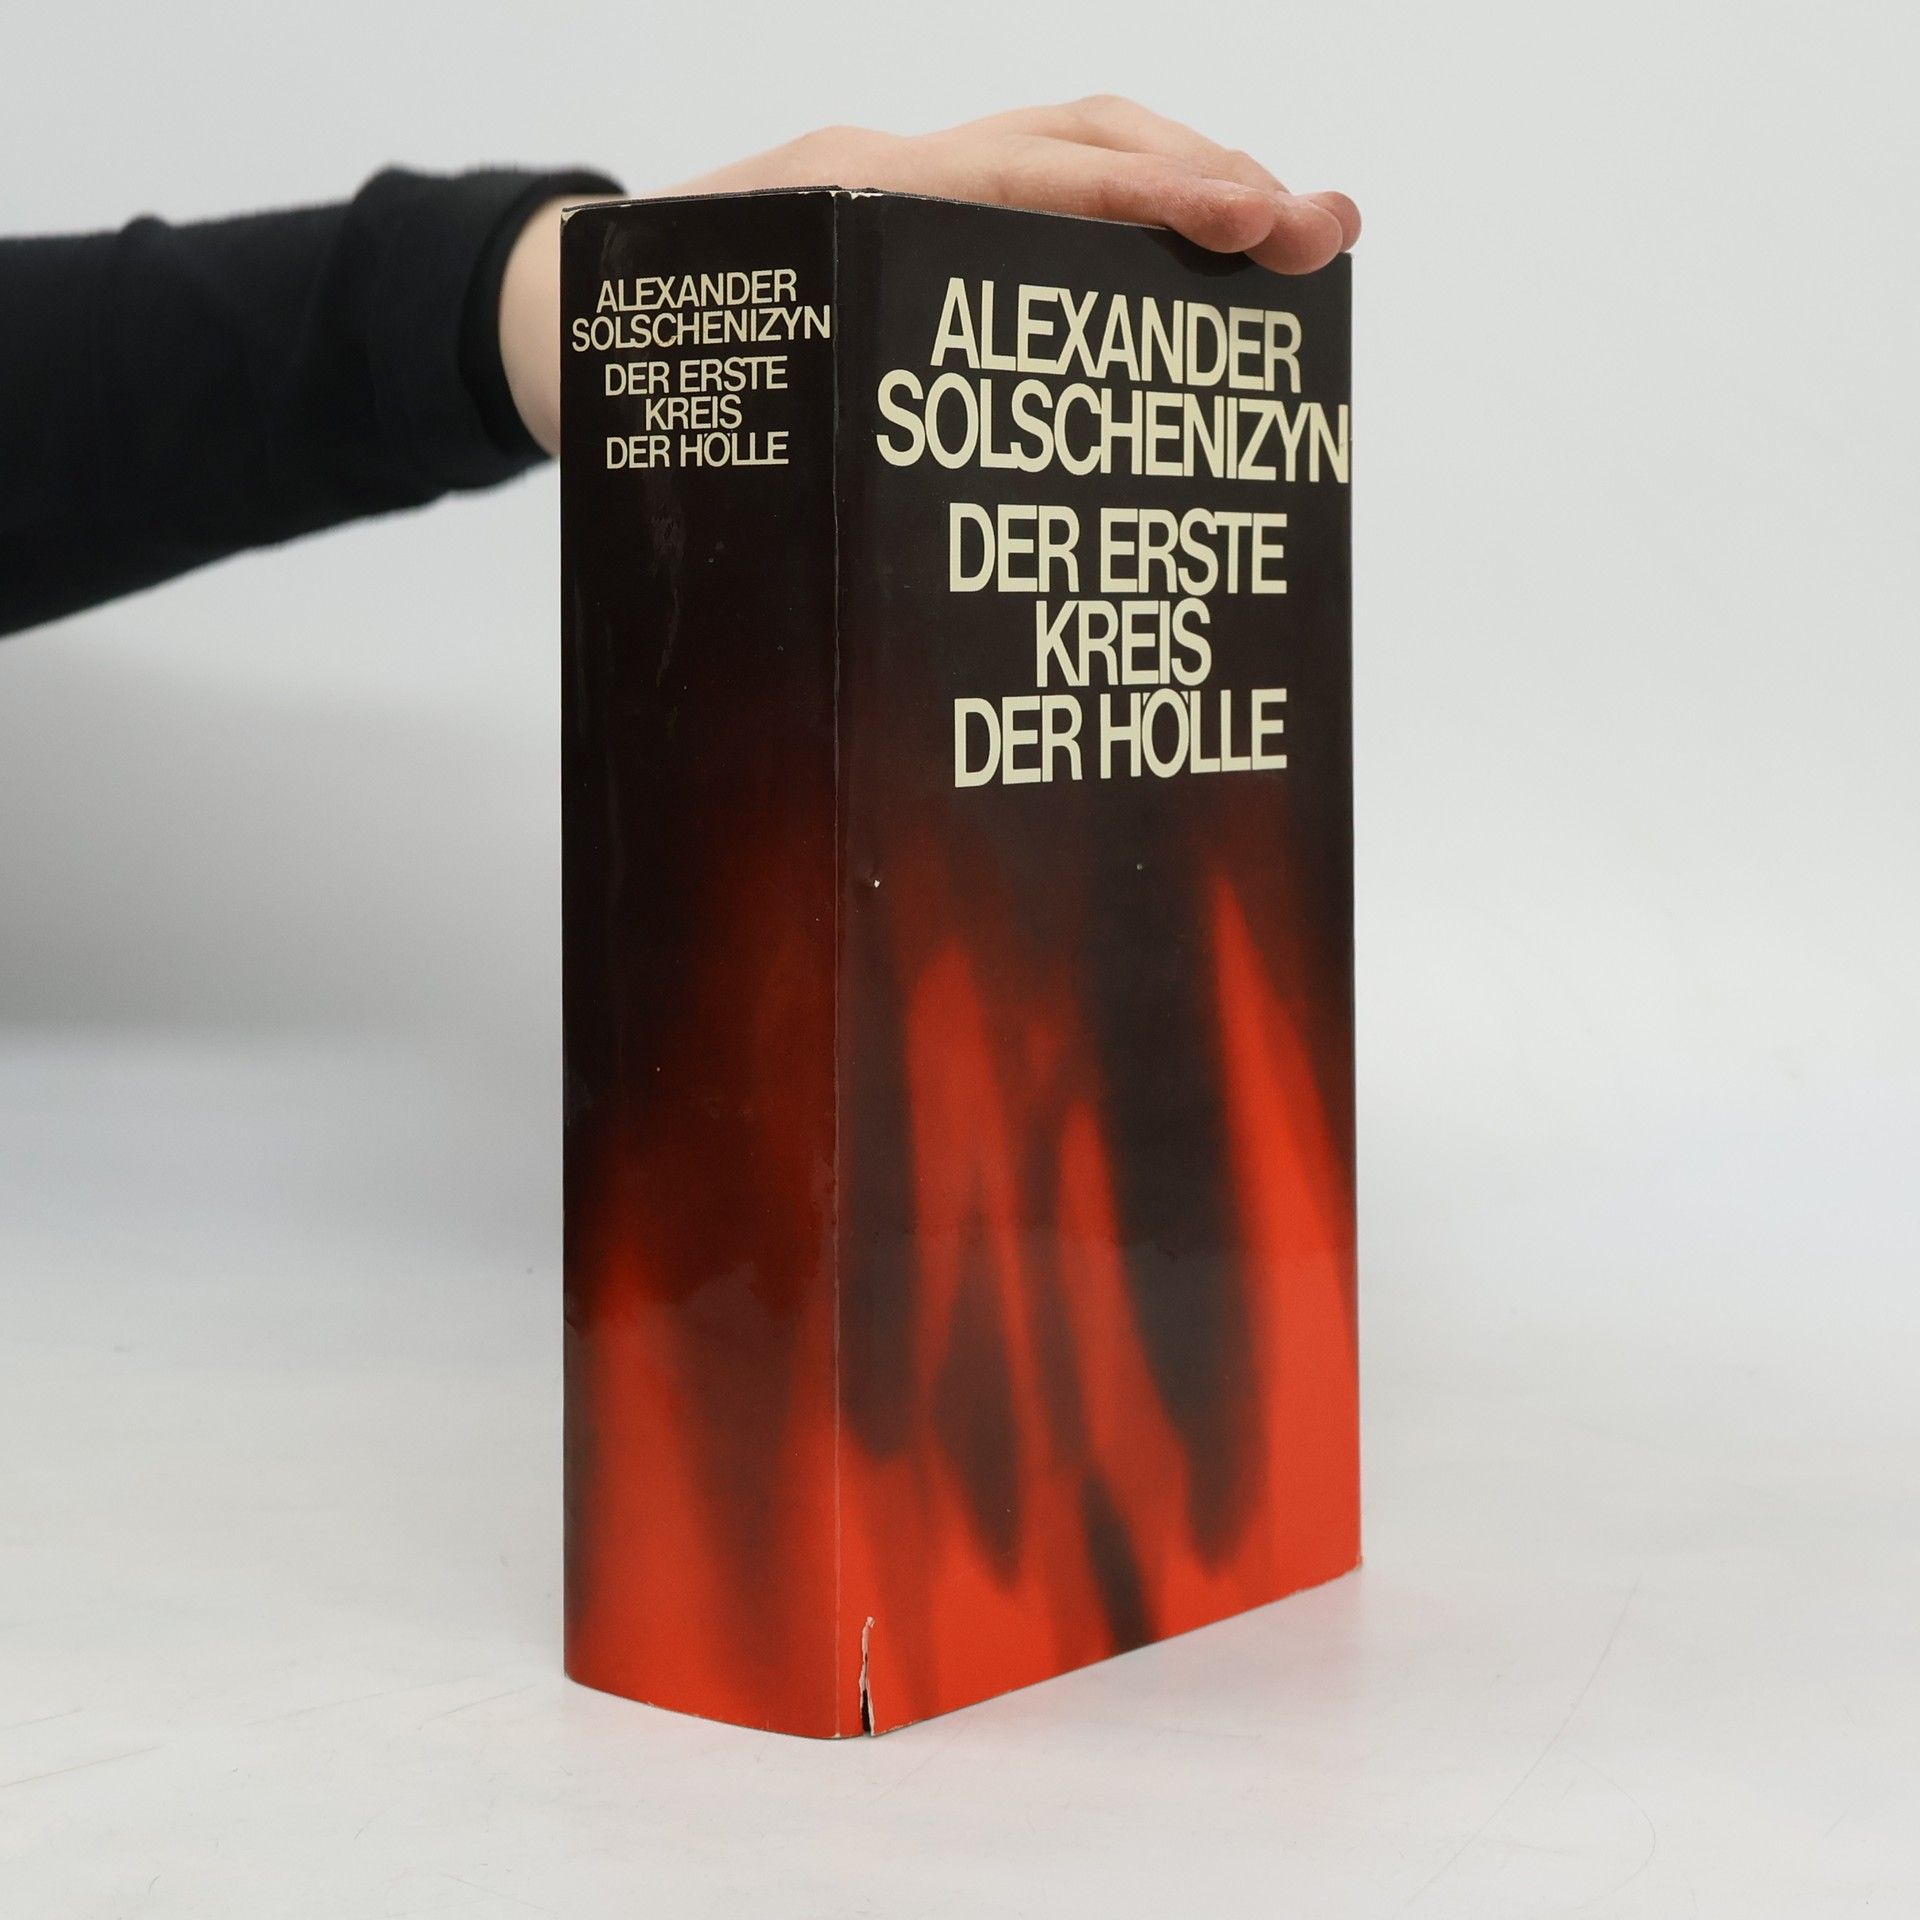 ALEXANDER
SOLSCHENIZYN
DER ERSTE
KREIS
DER HÖLLE
ALEXANDER
SOLSCHENIZYN
DER ERSTE
KREIS
DER HÖLLE